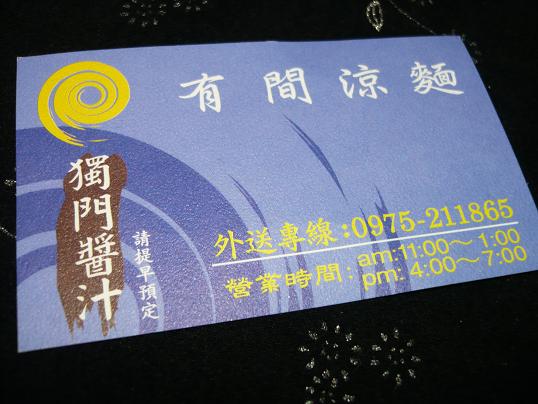 有間涼麵
獨門醬汁
請提早預定
外送專線：0975-211865
營業時間：am:11:00～1:00
pm:4:00～7:00